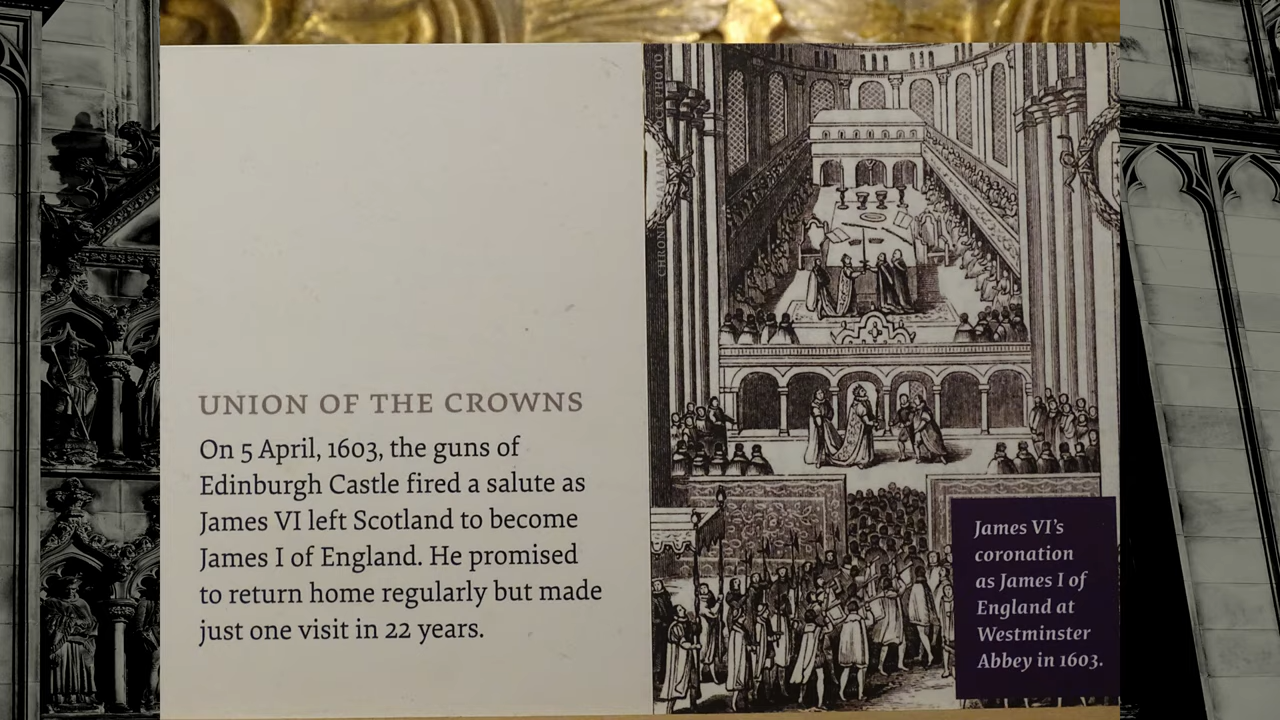 UNION OF THE CROWNS
On 5 April, 1603, the guns of
Edinburgh Castle fired a salute as
James VI left Scotland to become
James I of England. He promised
to return home regularly but made
just one visit in 22 years.
James VI's
coronation
as James I of
England at
Westminster
Abbey in 1603.